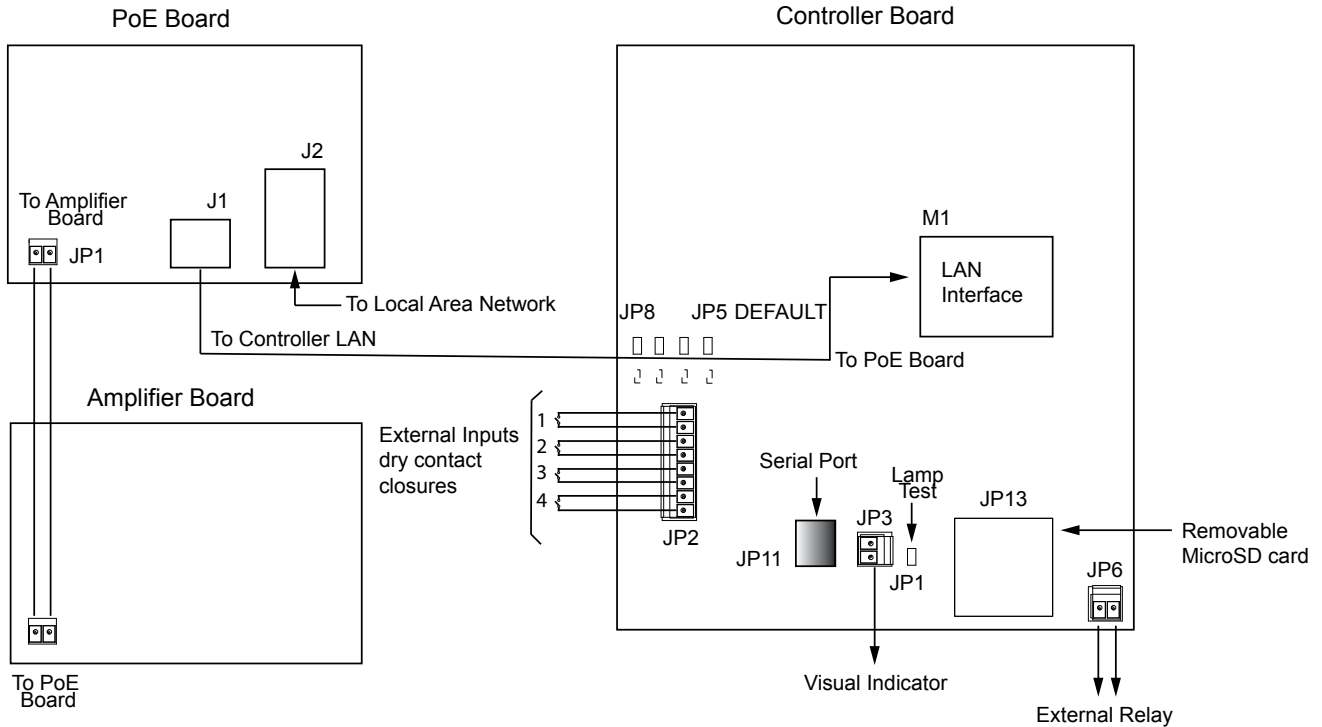 PoE Board
Controller Board
J2
To Amplifier
Board
J1
JP1
M1
LAN
Interface
To Local Area Network
JP8
JP5 DEFAULT
To Controller LAN
To PoE Board
Amplifier Board
External Inputs
dry contact
closures
1
2
3
4
JP2
Serial Port
Lamp
Test
JP11
JP3
JP1
JP13
Removable
MicroSD card
JP6
To PoE
Board
Visual Indicator
External Relay